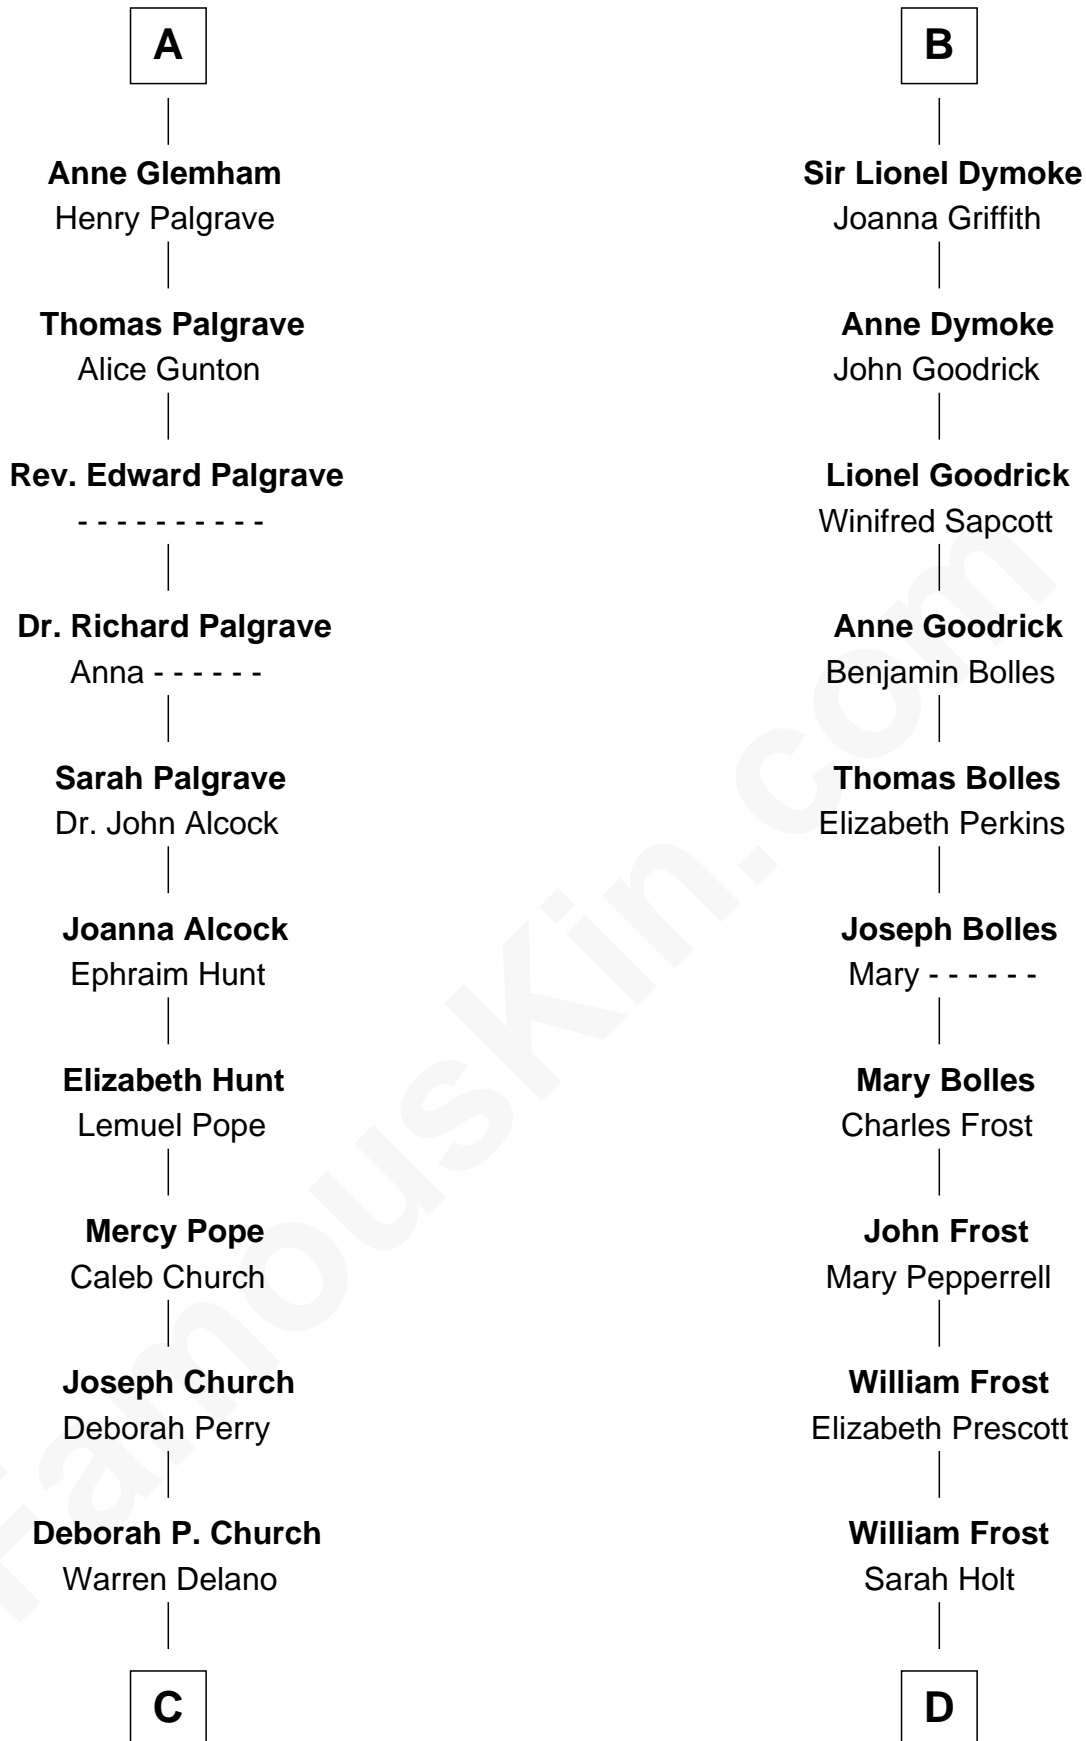 A
Anne Glemham
Henry Palgrave
Thomas Palgrave
Alice Gunton
Rev. Edward Palgrave
- - - - - - - - - -
Dr. Richard Palgrave
Anna - - - - - -
Sarah Palgrave
Dr. John Alcock
Joanna Alcock
Ephraim Hunt
Elizabeth Hunt
Lemuel Pope
Mercy Pope
Caleb Church
Joseph Church
Deborah Perry
Deborah P. Church
Warren Delano
C
B
Sir Lionel Dymoke
Joanna Griffith
Anne Dymoke
John Goodrick
Lionel Goodrick
Winifred Sapcott
Anne Goodrick
Benjamin Bolles
Thomas Bolles
Elizabeth Perkins
Joseph Bolles
Mary - - - - - -
Mary Bolles
Charles Frost
John Frost
Mary Pepperrell
William Frost
Elizabeth Prescott
William Frost
Sarah Holt
D
FamousKin.com